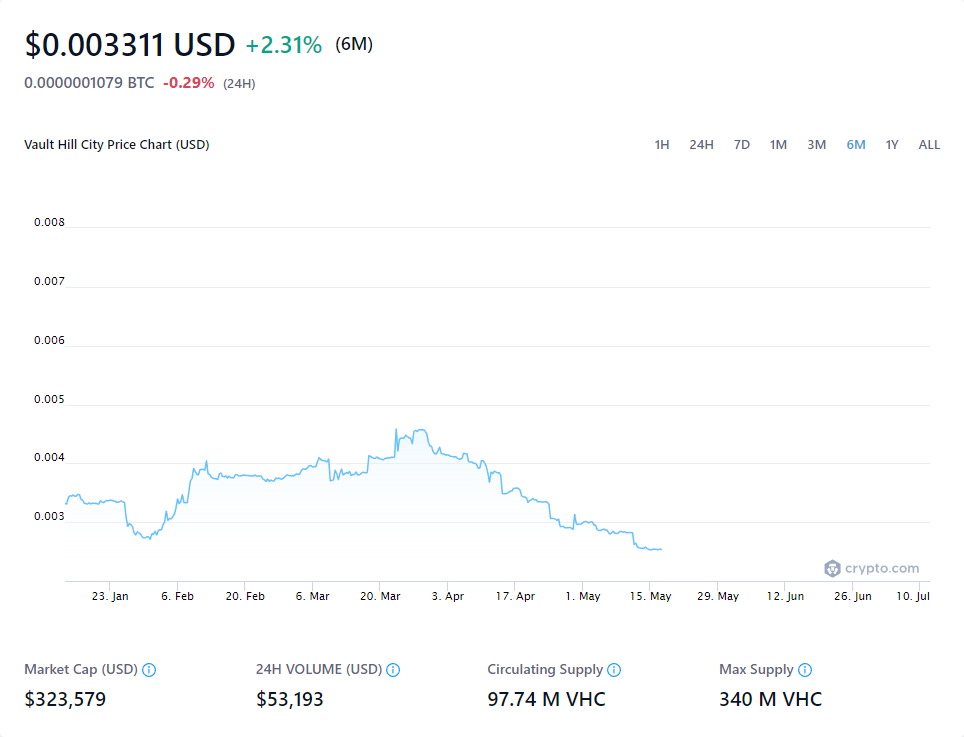 $0.003311 USD +2.31% (6M)
0.0000001079 BTC -0.29% (24H)
Vault Hill City Price Chart (USD) 1H 24H 7D 1M 3M 6M 1Y ALL
0.008
0.007
0.006
0.005
0.004
0.003
crypto.com
23. Jan 6. Feb 20. Feb 6. Mar 20. Mar 3. Apr 17. Apr 1. May 15. May 29. May 12. Jun 26. Jun 10. Jul
Market Cap (USD) 24H VOLUME (USD) Circulating Supply Max Supply
$323,579 $53,193 97.74 M VHC 340 M VHC